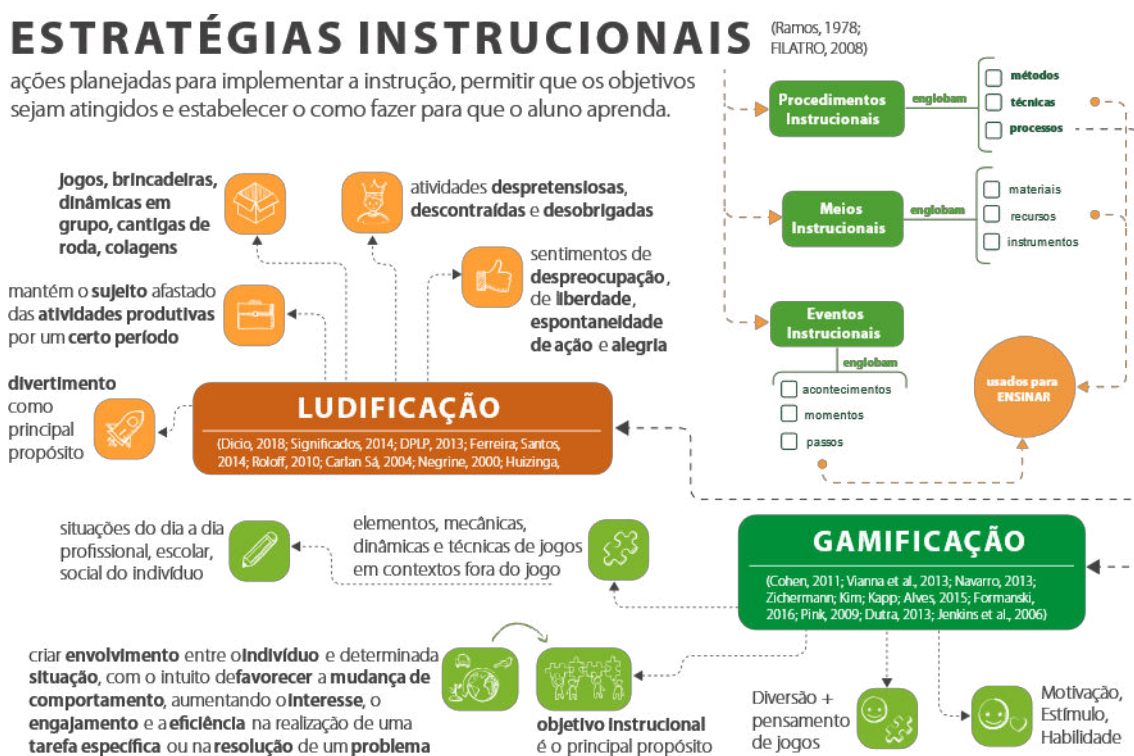 ESTRATÉGIAS INSTRUCIONAIS
(Ramos, 1978;
FILATRO, 2008)
ações planejadas para implementar a instrução, permitir que os objetivos
sejam atingidos e estabelecer o como fazer para que o aluno aprenda.
Procedimentos
Instrucionais
englobam
métodos
técnicas
processos
Meios
Instrucionais
englobam
materiais
recursos
instrumentos
Eventos
Instrucionais
englobam
acontecimentos
momentos
passos
usados para
ENSINAR
Jogos, brincadeiras,
dinâmicas em
grupo, cantigas de
roda, colagens
atividades despretensiosas,
descontraídas e desobrigadas
sentimentos de
despreocupação,
de liberdade,
espontaneidade
de ação e alegria
mantém o sujeito afastado
das atividades produtivas
por um certo período
divertimento
como
principal
propósito
LUDIFICAÇÃO
(Dicio, 2018; Significados, 2014; DPLP, 2013; Ferreira; Santos,
2014; Roloff, 2010; Carlan Sá, 2004; Negrine, 2000; Huizinga,
situações do dia a dia
profissional, escolar,
social do indivíduo
elementos, mecânicas,
dinâmicas e técnicas de jogos
em contextos fora do jogo
GAMIFICAÇÃO
(Cohen, 2011; Vianna et al., 2013; Navarro, 2013;
Zichermann; Kim; Kapp; Alves, 2015; Formanski,
2016; Pink, 2009; Dutra, 2013; Jenkins et al., 2006)
criar envolvimento entre o indivíduo e determinada
situação, com o intuito de favorecer a mudança de
comportamento, aumentando o interesse, o
engajamento e a eficiência na realização de uma
tarefa específica ou na resolução de um problema
objetivo instrucional
é o principal propósito
Diversão +
pensamento
de jogos
Motivação,
Estímulo,
Habilidade